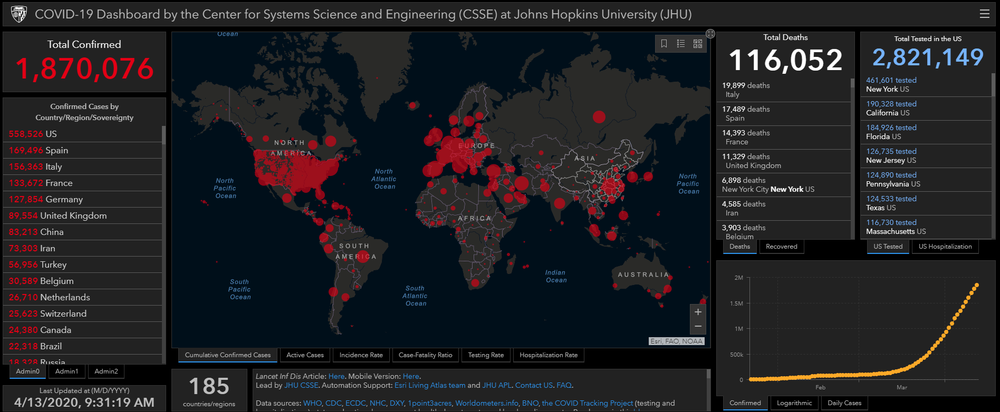 COVID-19 Dashboard by the Center for Systems Science and Engineering (CSSE) at Johns Hopkins University (JHU)
Total Confirmed
1,870,076
Confirmed Cases by
Country/Region/Sovereignty
558,526 US
169,496 Spain
156,363 Italy
133,672 France
127,854 Germany
89,554 United Kingdom
83,213 China
73,303 Iran
56,956 Turkey
30,589 Belgium
26,710 Netherlands
25,623 Switzerland
24,380 Canada
22,318 Brazil
18,328 Russia
Admin0
Admin1
Admin2
Last Updated at (M/D/YYYY)
4/13/2020, 9:31:19 AM
Ocean
NORTH
AMERICA
EUROPE
ASIA
North
Pacific
Ocean
North
Atlantic
Ocean
North
Pacific
Ocean
AFRICA
SOUTH
AMERICA
South
Pacific
Ocean
South
Atlantic
Ocean
Indian
Ocean
AUSTRALIA
+
−
Esri, FAO, NOAA
Cumulative Confirmed Cases
Active Cases
Incidence Rate
Case-Fatality Ratio
Testing Rate
Hospitalization Rate
185
countries/regions
Lancet Inf Dis Article: Here. Mobile Version: Here.
Lead by JHU CSSE. Automation Support: Esri Living Atlas team and JHU APL. Contact US. FAQ.
Data sources: WHO, CDC, ECDC, NHC, DXY, 1point3acres, Worldometers.info, BNO, the COVID Tracking Project (testing and
Total Deaths
116,052
19,899 deaths
Italy
17,489 deaths
Spain
14,393 deaths
France
11,329 deaths
United Kingdom
6,898 deaths
New York City New York US
4,585 deaths
Iran
3,903 deaths
Belgium
Deaths
Recovered
Total Tested in the US
2,821,149
461,601 tested
New York US
190,328 tested
California US
184,926 tested
Florida US
126,735 tested
New Jersey US
124,890 tested
Pennsylvania US
124,533 tested
Texas US
116,730 tested
Massachusetts US
US Tested
US Hospitalization
2M
1.5M
1M
500k
0
Feb
Mar
Confirmed
Logarithmic
Daily Cases